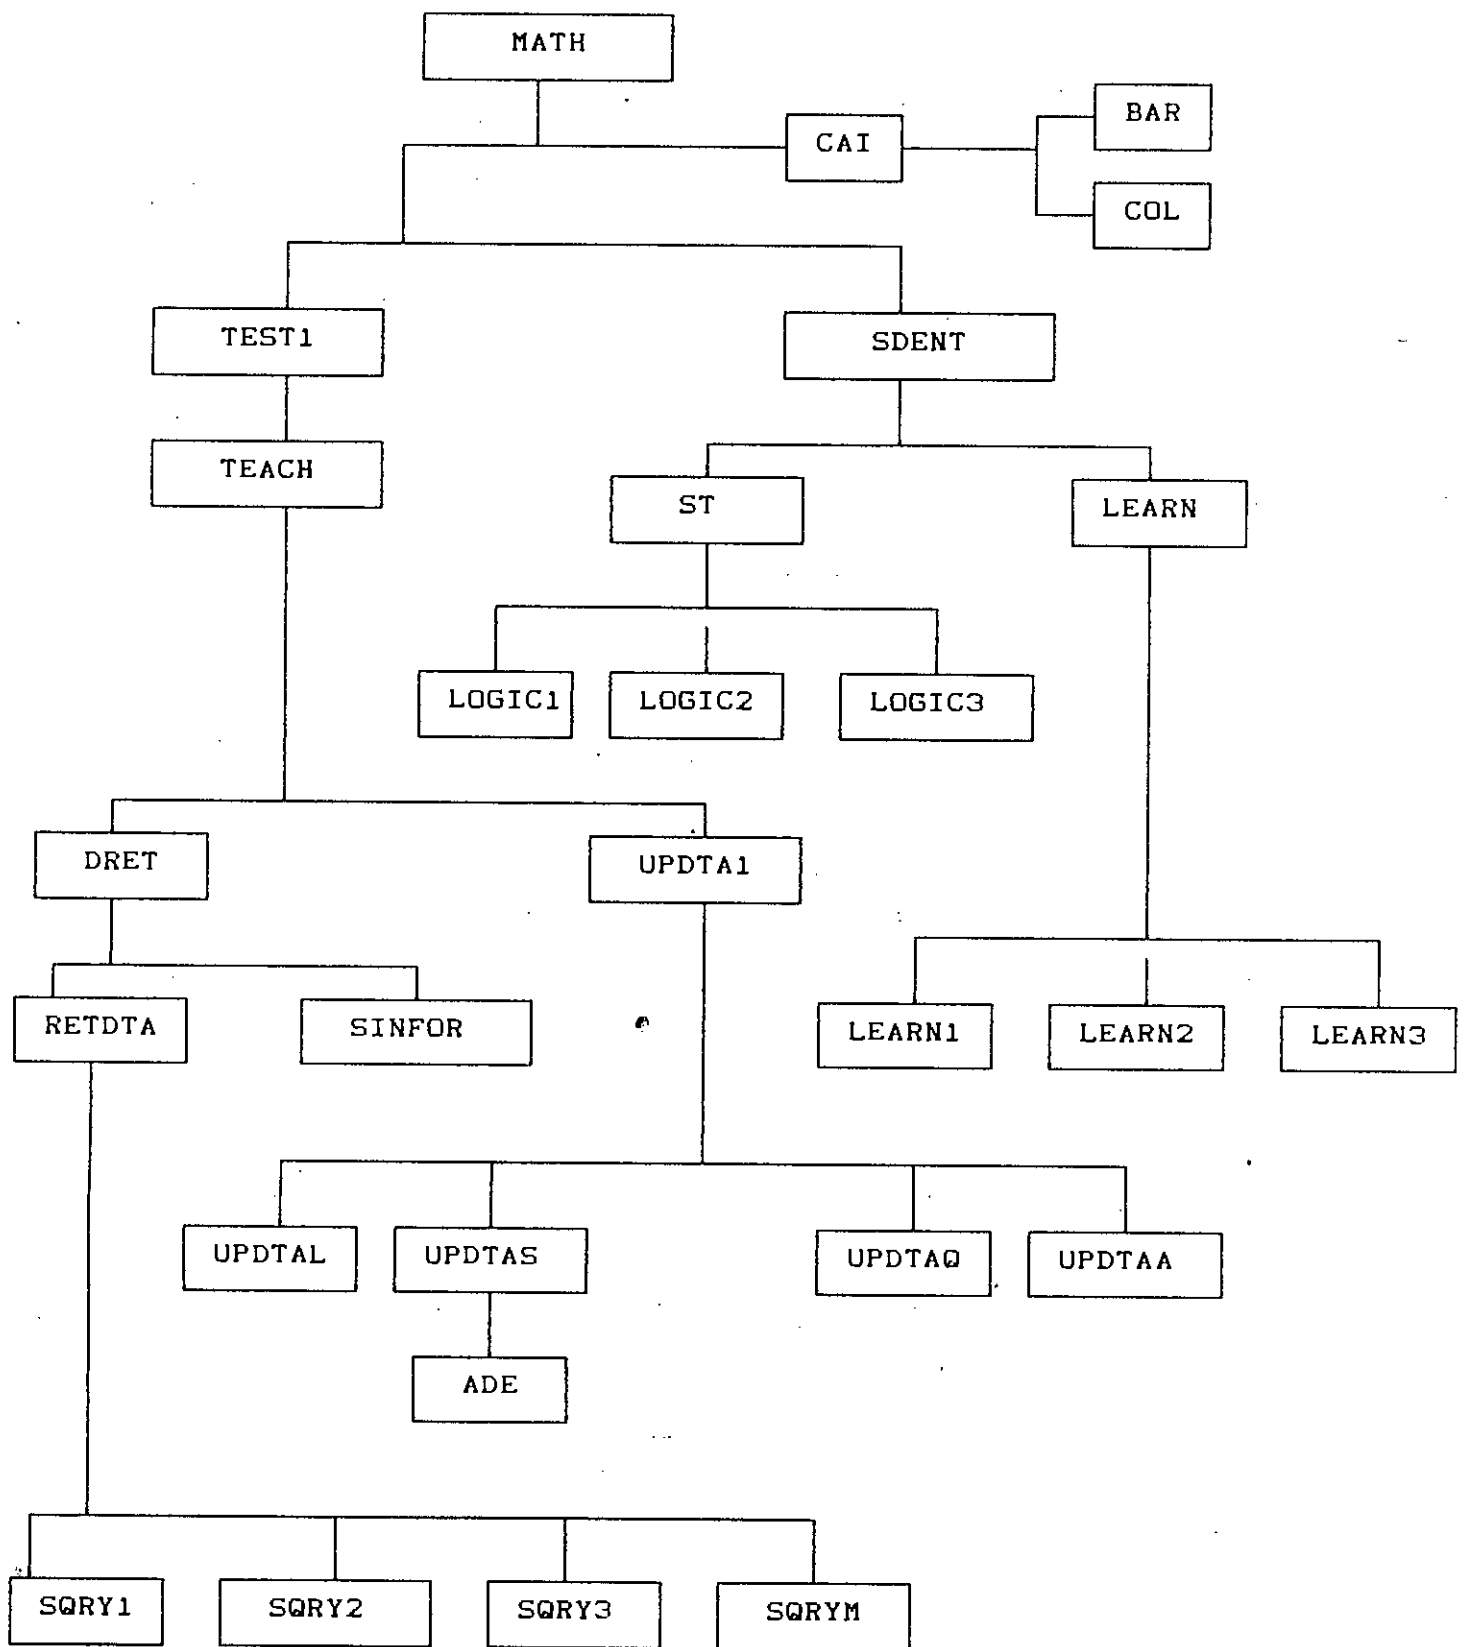 MATH
BAR
CAI
COL
TEST1
SDENT
TEACH
ST
LEARN
LOGIC1
LOGIC2
LOGIC3
DRET
UPDTA1
RETDTA
SINFOR
LEARN1
LEARN2
LEARN3
UPDTAL
UPDTAS
UPDTAQ
UPDTAA
ADE
SQRY1
SQRY2
SQRY3
SQRYM